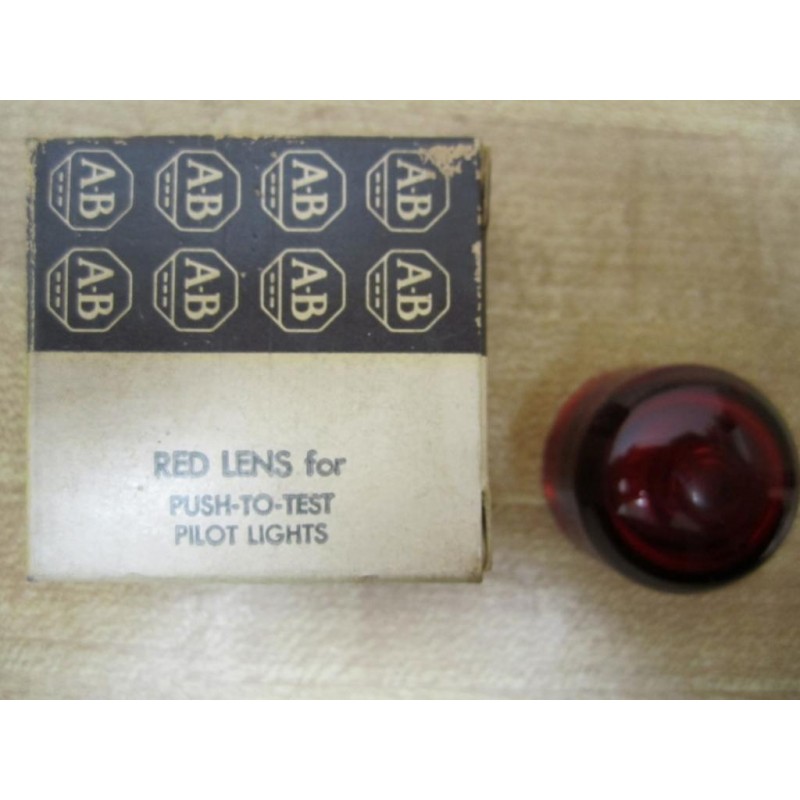 A-B A-B A-B A-B
A-B A-B A-B A-B
RED LENS for
PUSH-TO-TEST
PILOT LIGHTS